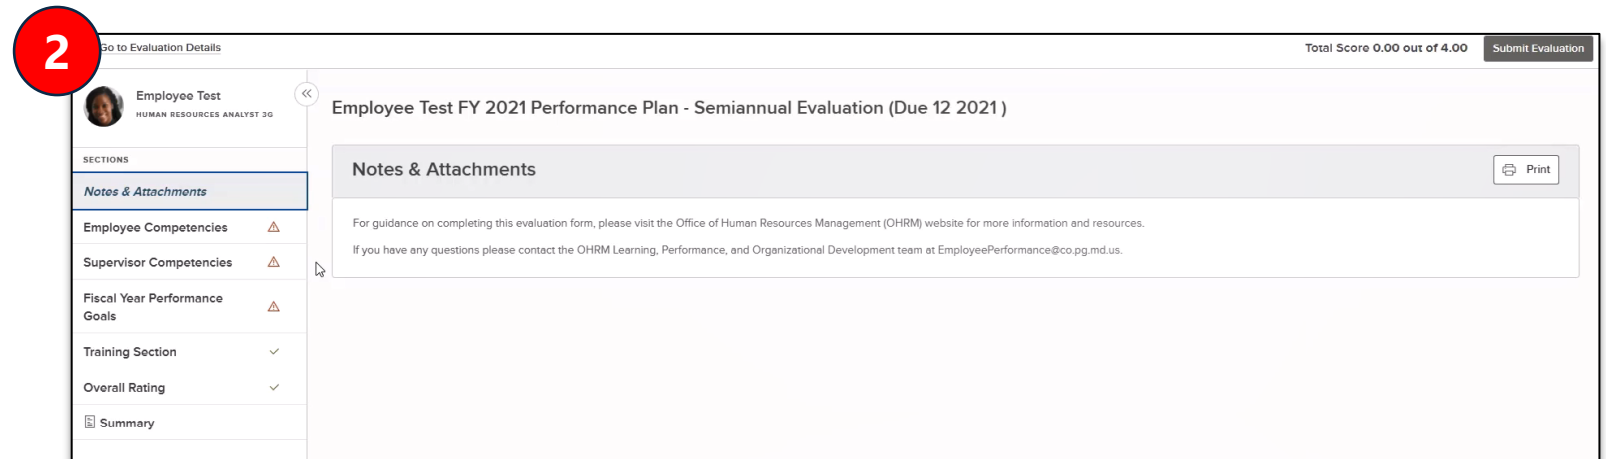 2
Go to Evaluation Details
Total Score 0.00 out of 4.00
Submit Evaluation
Employee Test
HUMAN RESOURCES ANALYST 3G
Employee Test FY 2021 Performance Plan - Semiannual Evaluation (Due 12 2021 )
SECTIONS
Notes & Attachments
Employee Competencies
Supervisor Competencies
Fiscal Year Performance
Goals
Training Section
Overall Rating
Summary
Notes & Attachments
Print
For guidance on completing this evaluation form, please visit the Office of Human Resources Management (OHRM) website for more information and resources.
If you have any questions please contact the OHRM Learning, Performance, and Organizational Development team at EmployeePerformance@co.pg.md.us.